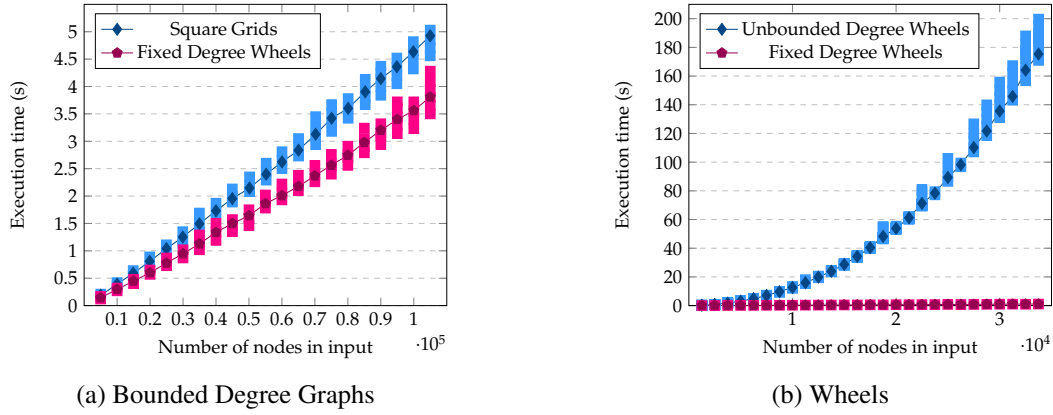 5
4.5
4
3.5
3
2.5
2
1.5
1
0.5
0
Execution time (s)
Square Grids
Fixed Degree Wheels
0.1 0.2 0.3 0.4 0.5 0.6 0.7 0.8 0.9 1
Number of nodes in input
·10⁵
(a) Bounded Degree Graphs
200
180
160
140
120
100
80
60
40
20
0
Execution time (s)
Unbounded Degree Wheels
Fixed Degree Wheels
1 2 3
Number of nodes in input
·10⁴
(b) Wheels